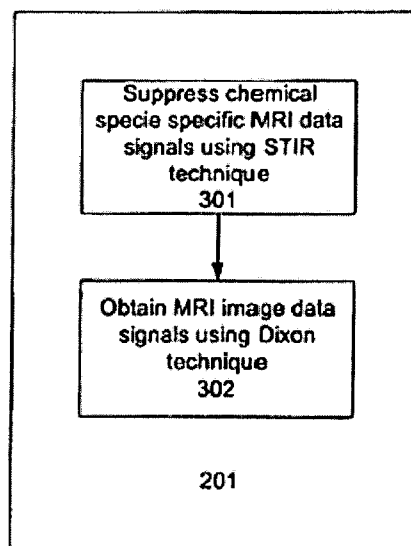 Suppress chemical
specie specific MRI data
signals using STIR
technique
301
Obtain MRI image data
signals using Dixon
technique
302
201